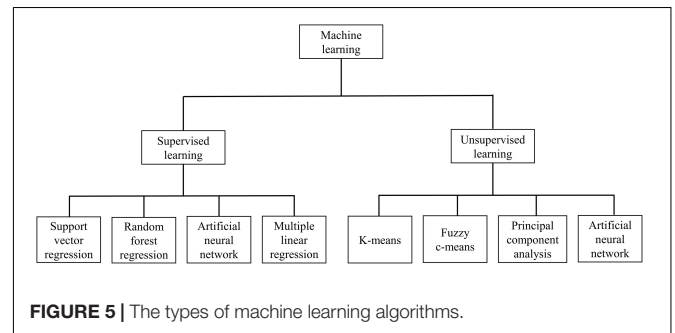 Machine
learning
Supervised
learning
Unsupervised
learning
Support
vector
regression
Random
forest
regression
Artificial
neural
network
Multiple
linear
regression
K-means
Fuzzy
c-means
Principal
component
analysis
Artificial
neural
network
FIGURE 5 | The types of machine learning algorithms.